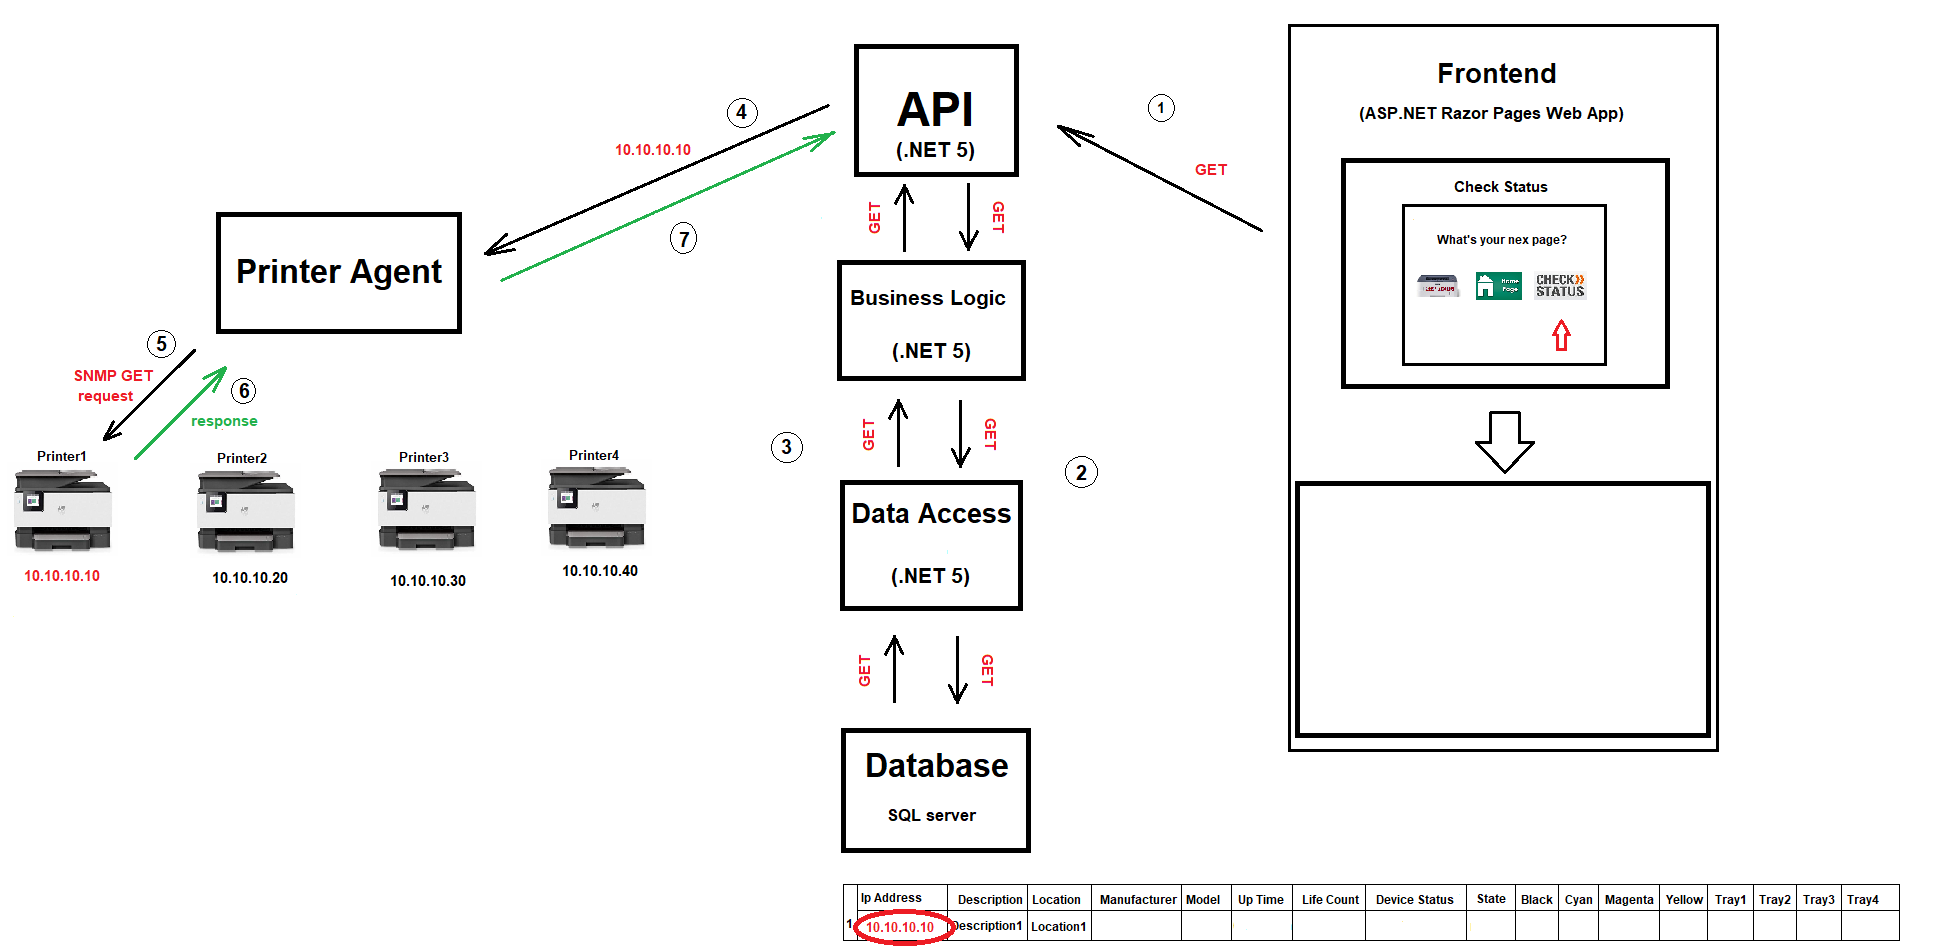 Frontend
(ASP.NET Razor Pages Web App)
Check Status
What's your nex page?
Home
Page
CHECK
STATUS
1
GET
API
(.NET 5)
GET
GET
Business Logic
(.NET 5)
GET
GET
3
2
Data Access
(.NET 5)
GET
GET
Database
SQL server
4
10.10.10.10
7
Printer Agent
5
SNMP GET
request
6
response
Printer1
Printer2
Printer3
Printer4
10.10.10.10
10.10.10.20
10.10.10.30
10.10.10.40
Ip Address Description Location Manufacturer Model Up Time Life Count Device Status State Black Cyan Magenta Yellow Tray1 Tray2 Tray3 Tray4
1 10.10.10.10 Description1 Location1